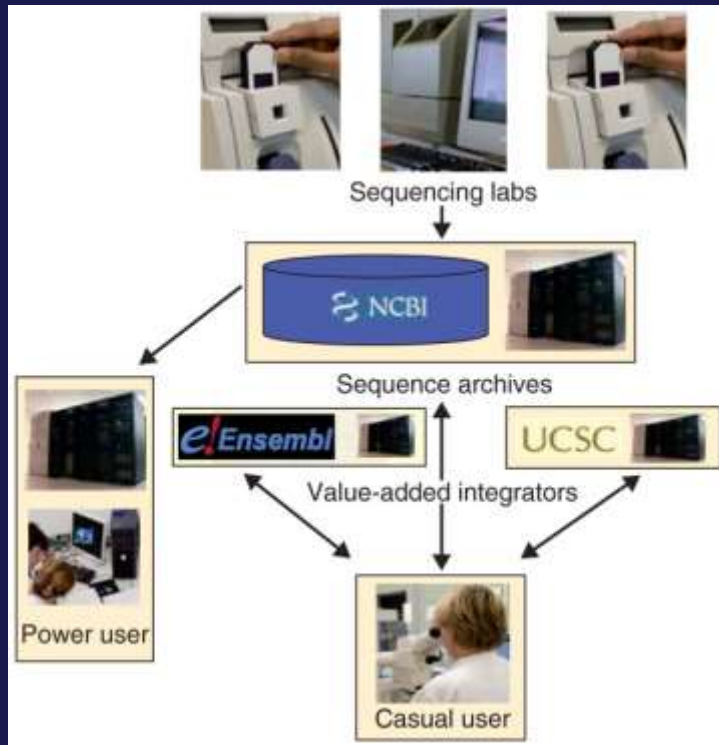 Sequencing labs
NCBI
Sequence archives
e!Ensembl
UCSC
Value-added integrators
Power user
Casual user